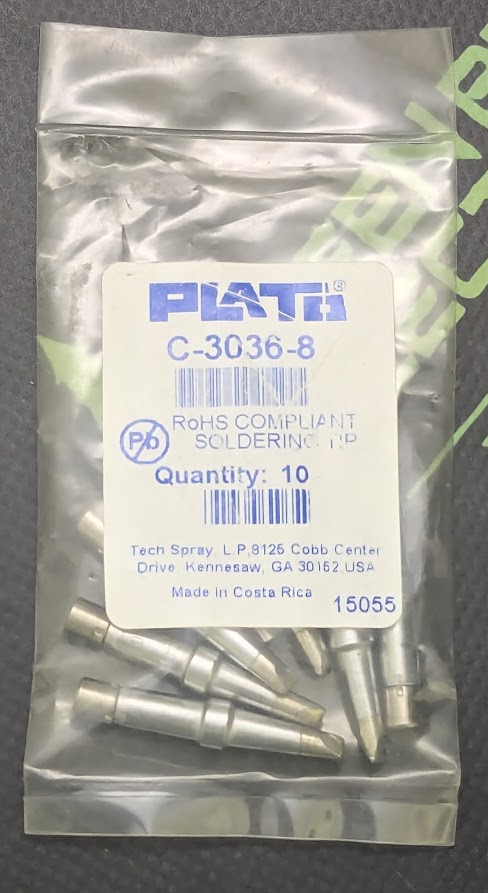 PLATO®
C-3036-8
RoHS COMPLIANT
Pb
SOLDERING TIP
Quantity: 10
Tech Spray, L.P,8125 Cobb Center
Drive, Kennesaw, GA 30152,USA
Made in Costa Rica
15055